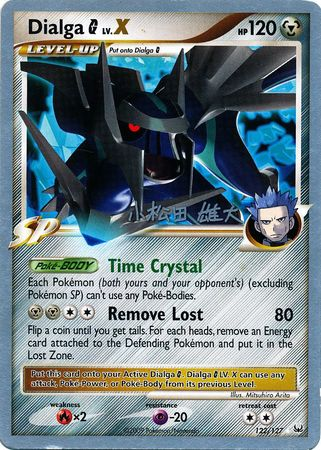 Dialga G LV.X HP 120
LEVEL-UP Put onto Dialga G
小松田 雄大
SP
Poké-BODY Time Crystal
Each Pokémon (both yours and your opponent's) (excluding
Pokémon SP) can't use any Poké-Bodies.
Remove Lost 80
Flip a coin until you get tails. For each heads, remove an Energy
card attached to the Defending Pokémon and put it in the
Lost Zone.
Put this card onto your Active Dialga G. Dialga G LV.X can use any
attack, Poké-Power, or Poké-Body from its previous Level.
Illus. Mitsuhiro Arita
weakness resistance retreat cost
×2 -20
©2009 Pokémon/Nintendo 122/127